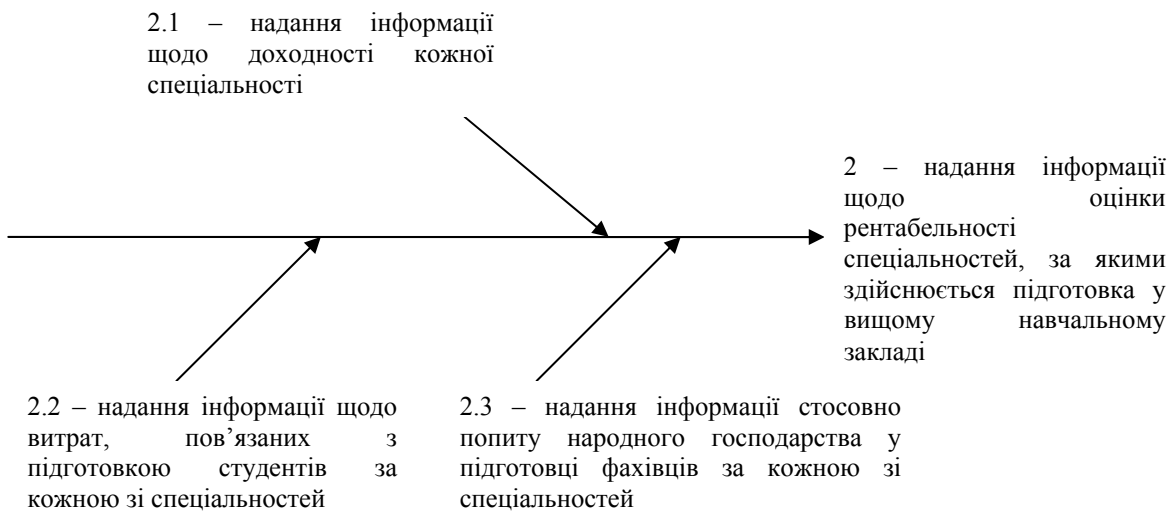 2.1 – надання інформації
щодо доходності кожної
спеціальності
2 – надання інформації
щодо оцінки
рентабельності
спеціальностей, за якими
здійснюється підготовка у
вищому навчальному
закладі
2.2 – надання інформації щодо
витрат, пов’язаних з
підготовкою студентів за
кожною зі спеціальностей
2.3 – надання інформації стосовно
попиту народного господарства у
підготовці фахівців за кожною зі
спеціальностей